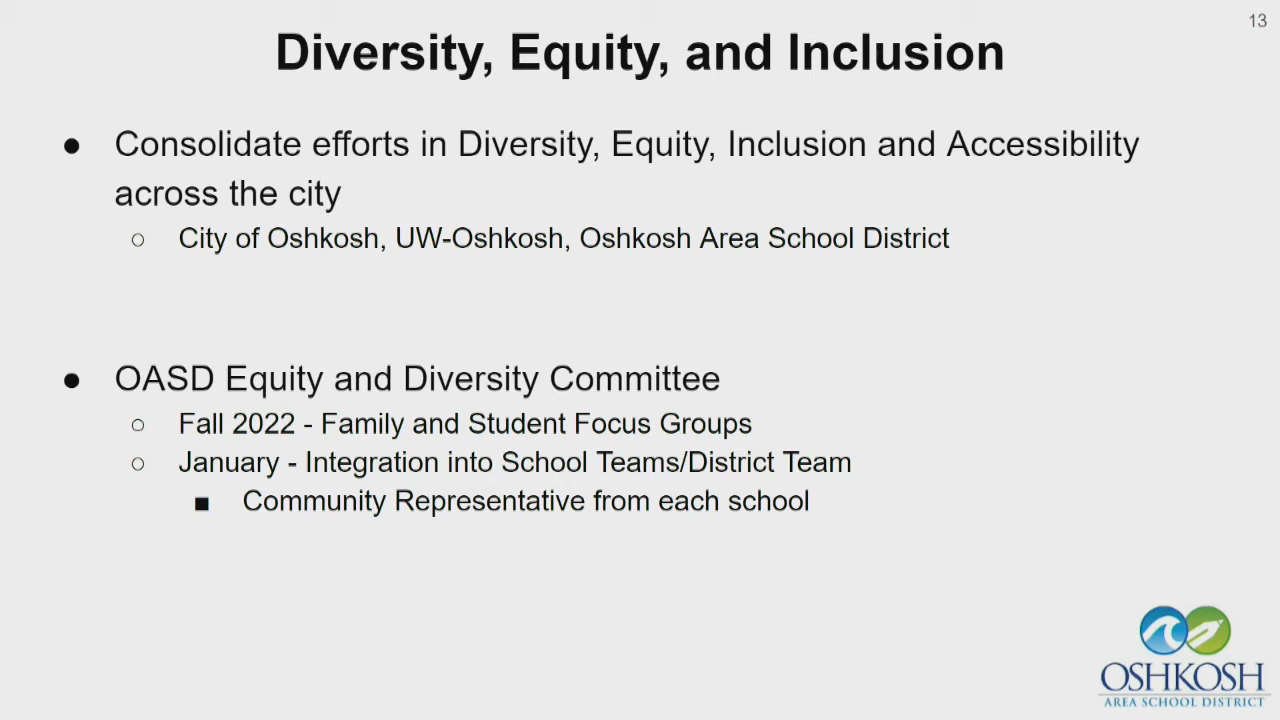 13
Diversity, Equity, and Inclusion
● Consolidate efforts in Diversity, Equity, Inclusion and Accessibility
across the city
○ City of Oshkosh, UW-Oshkosh, Oshkosh Area School District
● OASD Equity and Diversity Committee
○ Fall 2022 - Family and Student Focus Groups
○ January - Integration into School Teams/District Team
■ Community Representative from each school
OSHKOSH
AREA SCHOOL DISTRICT